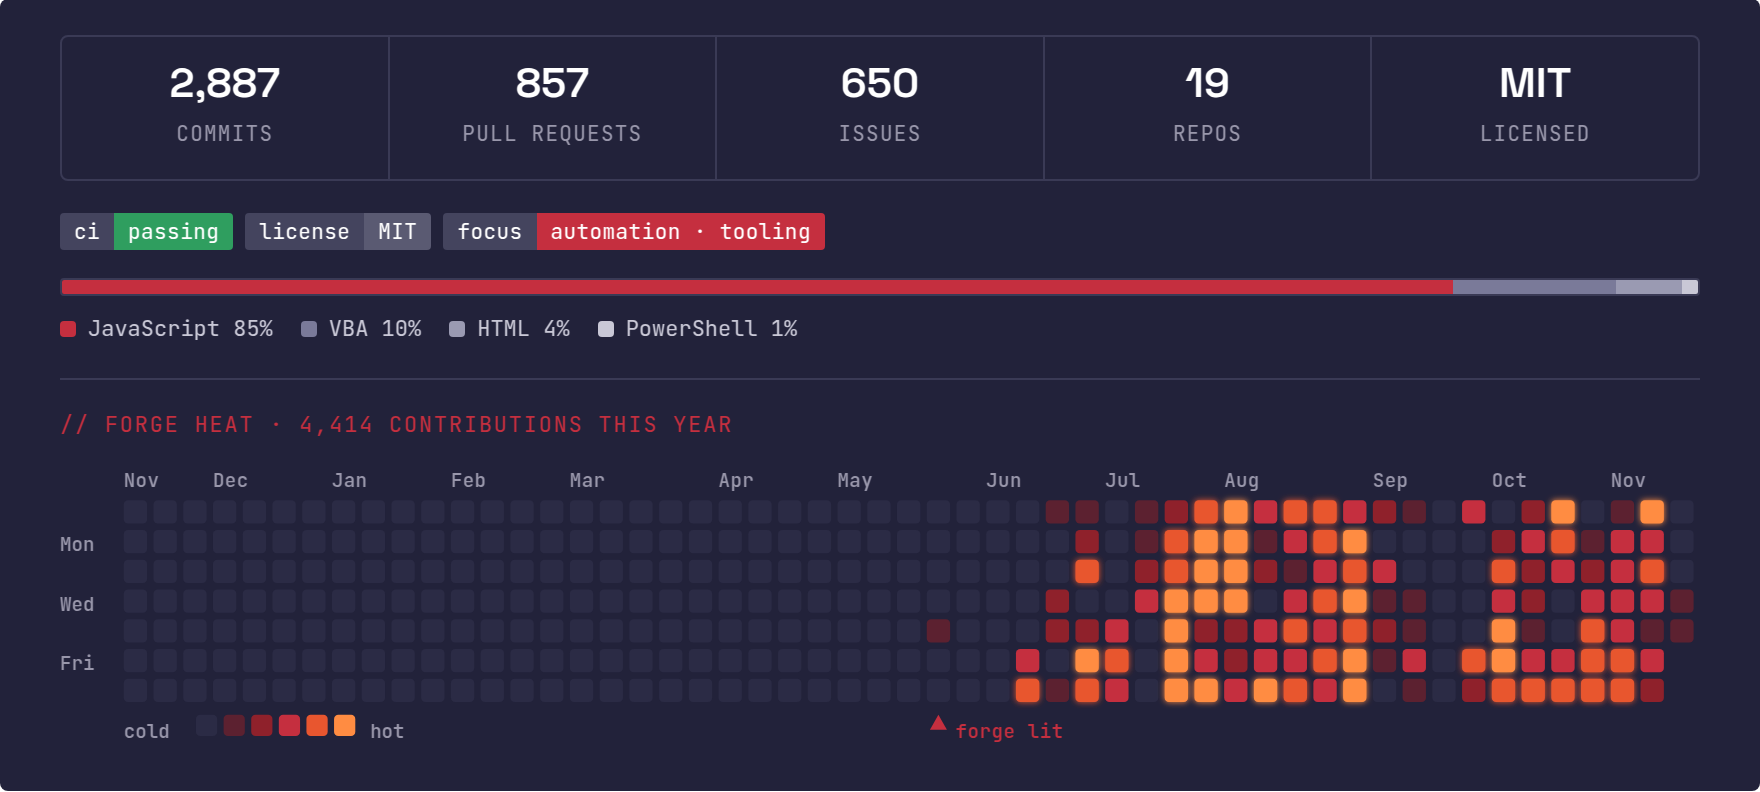 2,887 857 650 19 MIT
COMMITS PULL REQUESTS ISSUES REPOS LICENSED
ci passing license MIT focus automation · tooling
JavaScript 85% VBA 10% HTML 4% PowerShell 1%
// FORGE HEAT · 4,414 CONTRIBUTIONS THIS YEAR
Nov Dec Jan Feb Mar Apr May Jun Jul Aug Sep Oct Nov
Mon
Wed
Fri
cold hot ▲ forge lit